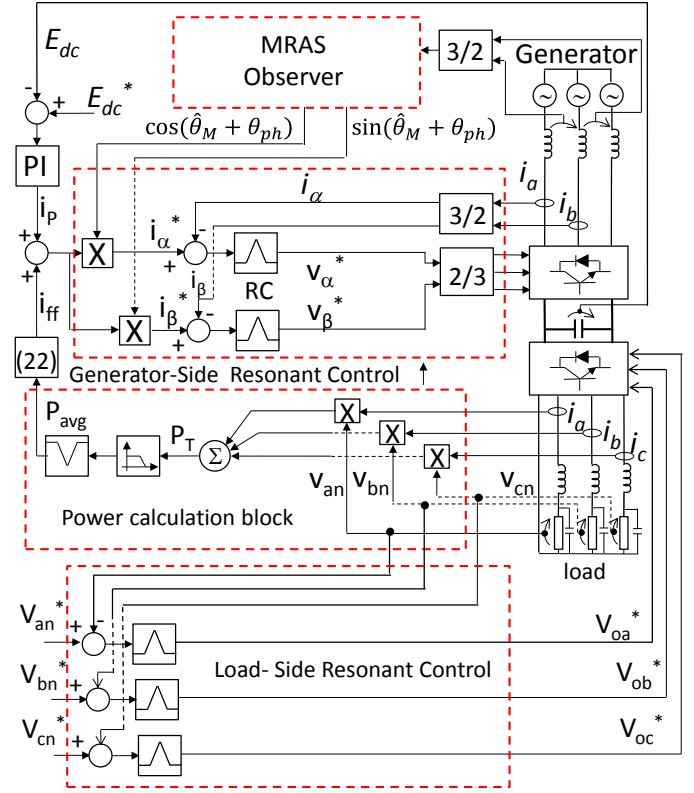 E_dc
MRAS
Observer
3/2
Generator
-
+
E_dc*
cos(θ̂_M + θ_ph)
sin(θ̂_M + θ_ph)
~
~
~
PI
i_a
i_b
i_α
3/2
i_P
+
+
X
i_α*
-
+
RC
v_α*
2/3
i_β
i_ff
X
i_β*
-
+
v_β*
(22)
Generator-Side Resonant Control
P_avg
P_T
Σ
X
X
X
i_a
i_b
i_c
v_an
v_bn
v_cn
Power calculation block
load
V_an*
+
-
V_oa*
V_bn*
+
Load- Side Resonant Control
V_ob*
V_cn*
+
V_oc*